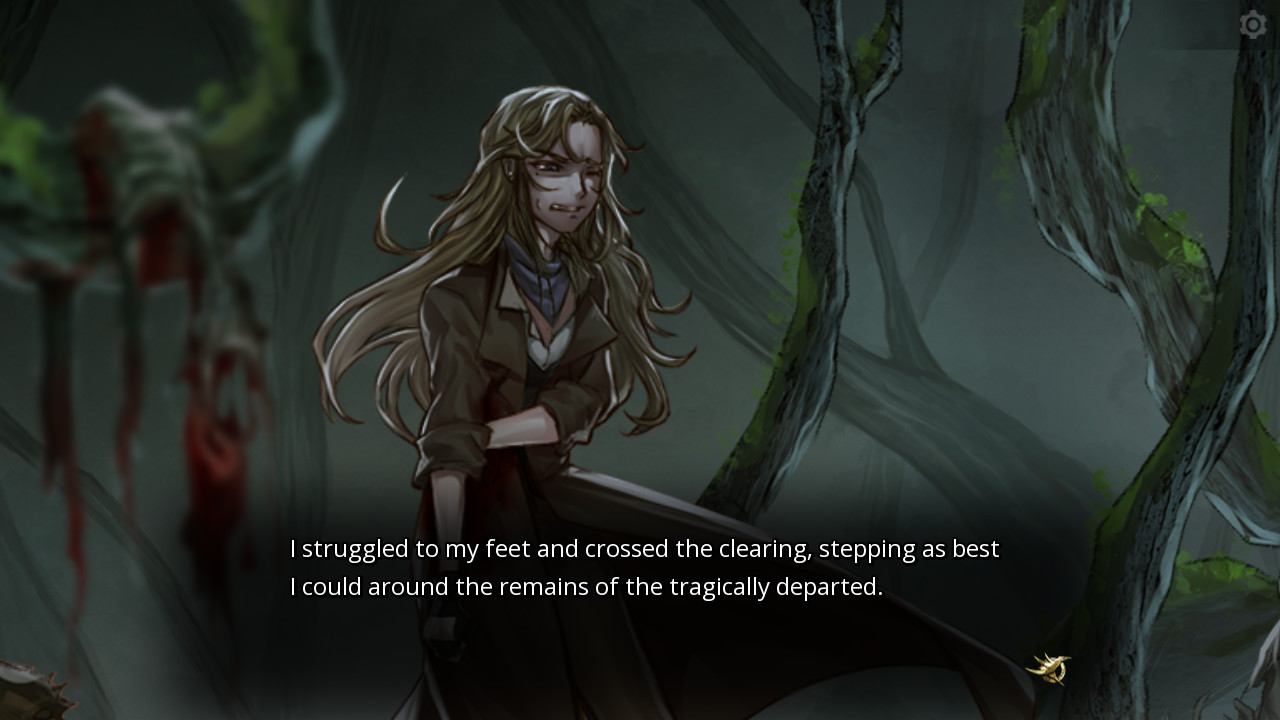 I struggled to my feet and crossed the clearing, stepping as best
I could around the remains of the tragically departed.